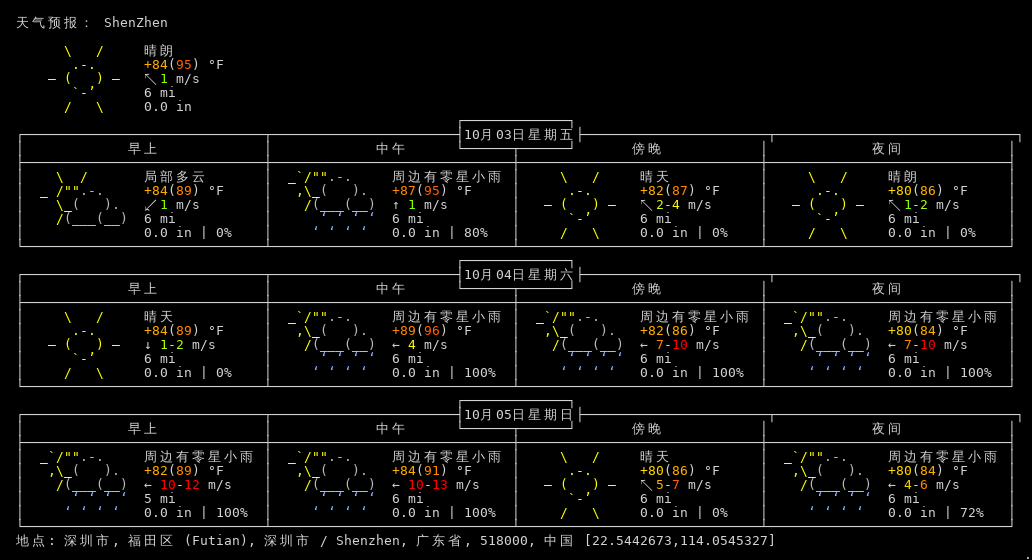 天气预报： ShenZhen
晴朗
+84(95) °F
↖ 1 m/s
6 mi
0.0 in
10月03日星期五
早上 中午 傍晚 夜间
局部多云 周边有零星小雨 晴天 晴朗
+84(89) °F +87(95) °F +82(87) °F +80(86) °F
↙ 1 m/s ↑ 1 m/s ↖ 2-4 m/s ↖ 1-2 m/s
6 mi 6 mi 6 mi 6 mi
0.0 in | 0% 0.0 in | 80% 0.0 in | 0% 0.0 in | 0%
10月04日星期六
早上 中午 傍晚 夜间
晴天 周边有零星小雨 周边有零星小雨 周边有零星小雨
+84(89) °F +89(96) °F +82(86) °F +80(84) °F
↓ 1-2 m/s ← 4 m/s ← 7-10 m/s ← 7-10 m/s
6 mi 6 mi 6 mi 6 mi
0.0 in | 0% 0.0 in | 100% 0.0 in | 100% 0.0 in | 100%
10月05日星期日
早上 中午 傍晚 夜间
周边有零星小雨 周边有零星小雨 晴天 周边有零星小雨
+82(89) °F +84(91) °F +80(86) °F +80(84) °F
← 10-12 m/s ← 10-13 m/s ↖ 5-7 m/s ← 4-6 m/s
5 mi 6 mi 6 mi 6 mi
0.0 in | 100% 0.0 in | 100% 0.0 in | 0% 0.0 in | 72%
地点: 深圳市, 福田区 (Futian), 深圳市 / Shenzhen, 广东省, 518000, 中国 [22.5442673,114.0545327]